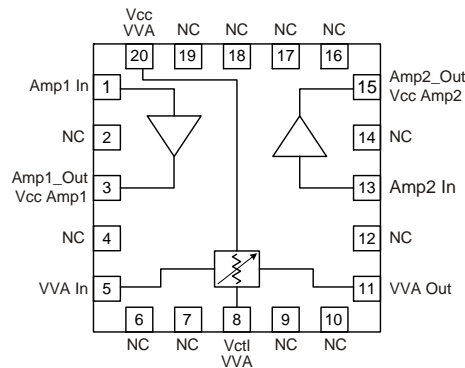 Vcc NC NC NC NC
VVA
20 19 18 17 16
Amp1 In 1
15 Amp2_Out
Vcc Amp2
NC 2
14 NC
Amp1_Out
Vcc Amp1 3
13 Amp2 In
NC 4
12 NC
VVA In 5
11 VVA Out
6 7 8 9 10
NC NC Vctl NC NC
VVA